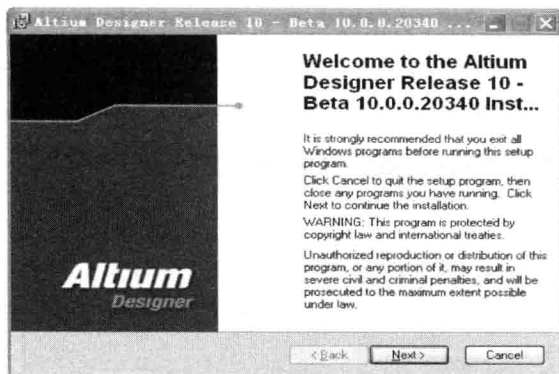 Altium Designer Release 10 - Beta 10.0.0.20340 ...
Welcome to the Altium
Designer Release 10 -
Beta 10.0.0.20340 Inst...
It is strongly recommended that you exit all
Windows programs before running this setup
program.
Click Cancel to quit the setup program, then
close any programs you have running. Click
Next to continue the installation.
WARNING: This program is protected by
copyright law and international treaties.
Unauthorized reproduction or distribution of this
program, or any portion of it, may result in
severe civil and criminal penalties, and will be
prosecuted to the maximum extent possible
under law.
Altium
Designer
< Back
Next >
Cancel